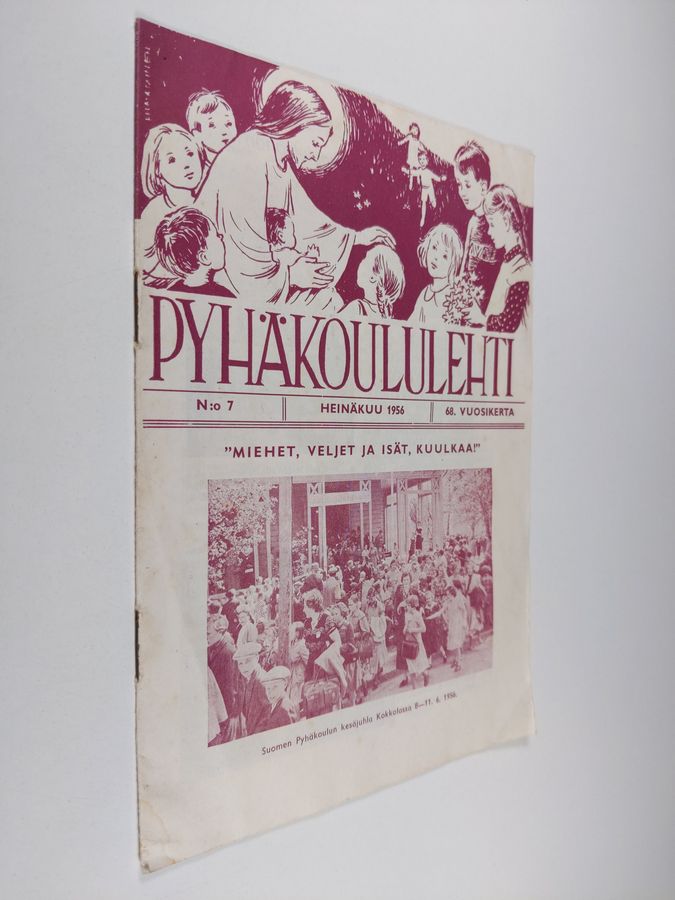 PYHÄKOULULEHTI
N:o 7
HEINÄKUU 1956
68. VUOSIKERTA
"MIEHET, VELJET JA ISÄT, KUULKAA!"
Suomen Pyhäkoulun kesäjuhla Kokkolassa 8—11. 6. 1956.